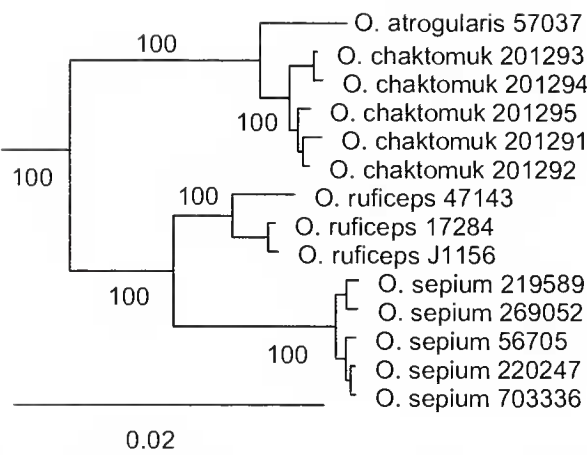 O. atrogularis 57037
100
O. chaktomuk 201293
O. chaktomuk 201294
O. chaktomuk 201295
100
O. chaktomuk 201291
O. chaktomuk 201292
100
100
O. ruficeps 47143
O. ruficeps 17284
O. ruficeps J1156
100
O. sepium 219589
O. sepium 269052
O. sepium 56705
100
O. sepium 220247
O. sepium 703336
0.02